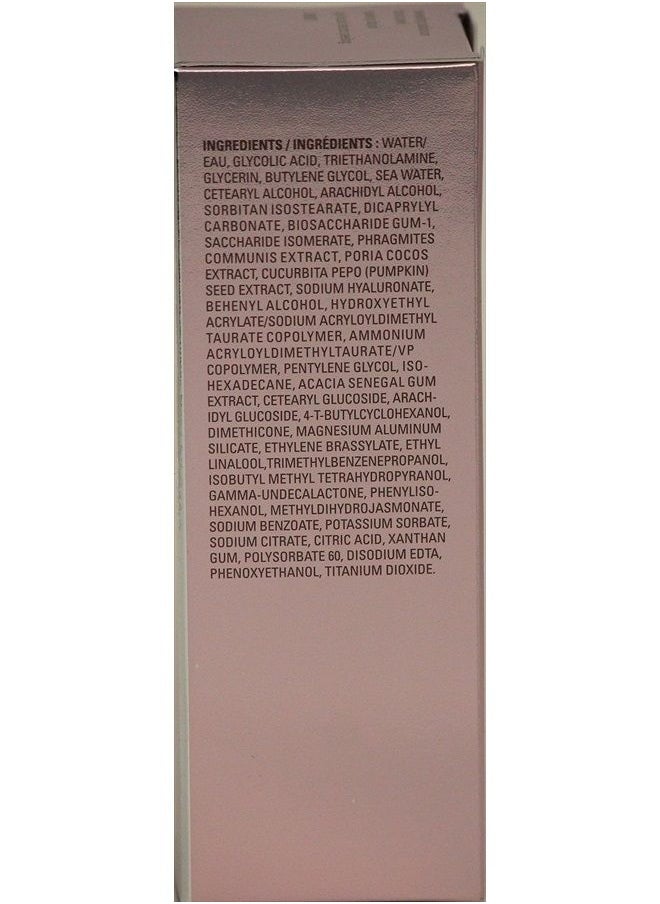 INGREDIENTS / INGRÉDIENTS : WATER/
EAU, GLYCOLIC ACID, TRIETHANOLAMINE,
GLYCERIN, BUTYLENE GLYCOL, SEA WATER,
CETEARYL ALCOHOL, ARACHIDYL ALCOHOL,
SORBITAN ISOSTEARATE, DICAPRYLYL
CARBONATE, BIOSACCHARIDE GUM-1,
SACCHARIDE ISOMERATE, PHRAGMITES
COMMUNIS EXTRACT, PORIA COCOS
EXTRACT, CUCURBITA PEPO (PUMPKIN)
SEED EXTRACT, SODIUM HYALURONATE,
BEHENYL ALCOHOL, HYDROXYETHYL
ACRYLATE/SODIUM ACRYLOYLDIMETHYL
TAURATE COPOLYMER, AMMONIUM
ACRYLOYLDIMETHYLTAURATE/VP
COPOLYMER, PENTYLENE GLYCOL, ISO-
HEXADECANE, ACACIA SENEGAL GUM
EXTRACT, CETEARYL GLUCOSIDE, ARACH-
IDYL GLUCOSIDE, 4-T-BUTYLCYCLOHEXANOL,
DIMETHICONE, MAGNESIUM ALUMINUM
SILICATE, ETHYLENE BRASSYLATE, ETHYL
LINALOOL,TRIMETHYLBENZENEPROPANOL,
ISOBUTYL METHYL TETRAHYDROPYRANOL,
GAMMA-UNDECALACTONE, PHENYLISO-
HEXANOL, METHYLDIHYDROJASMONATE,
SODIUM BENZOATE, POTASSIUM SORBATE,
SODIUM CITRATE, CITRIC ACID, XANTHAN
GUM, POLYSORBATE 60, DISODIUM EDTA,
PHENOXYETHANOL, TITANIUM DIOXIDE.